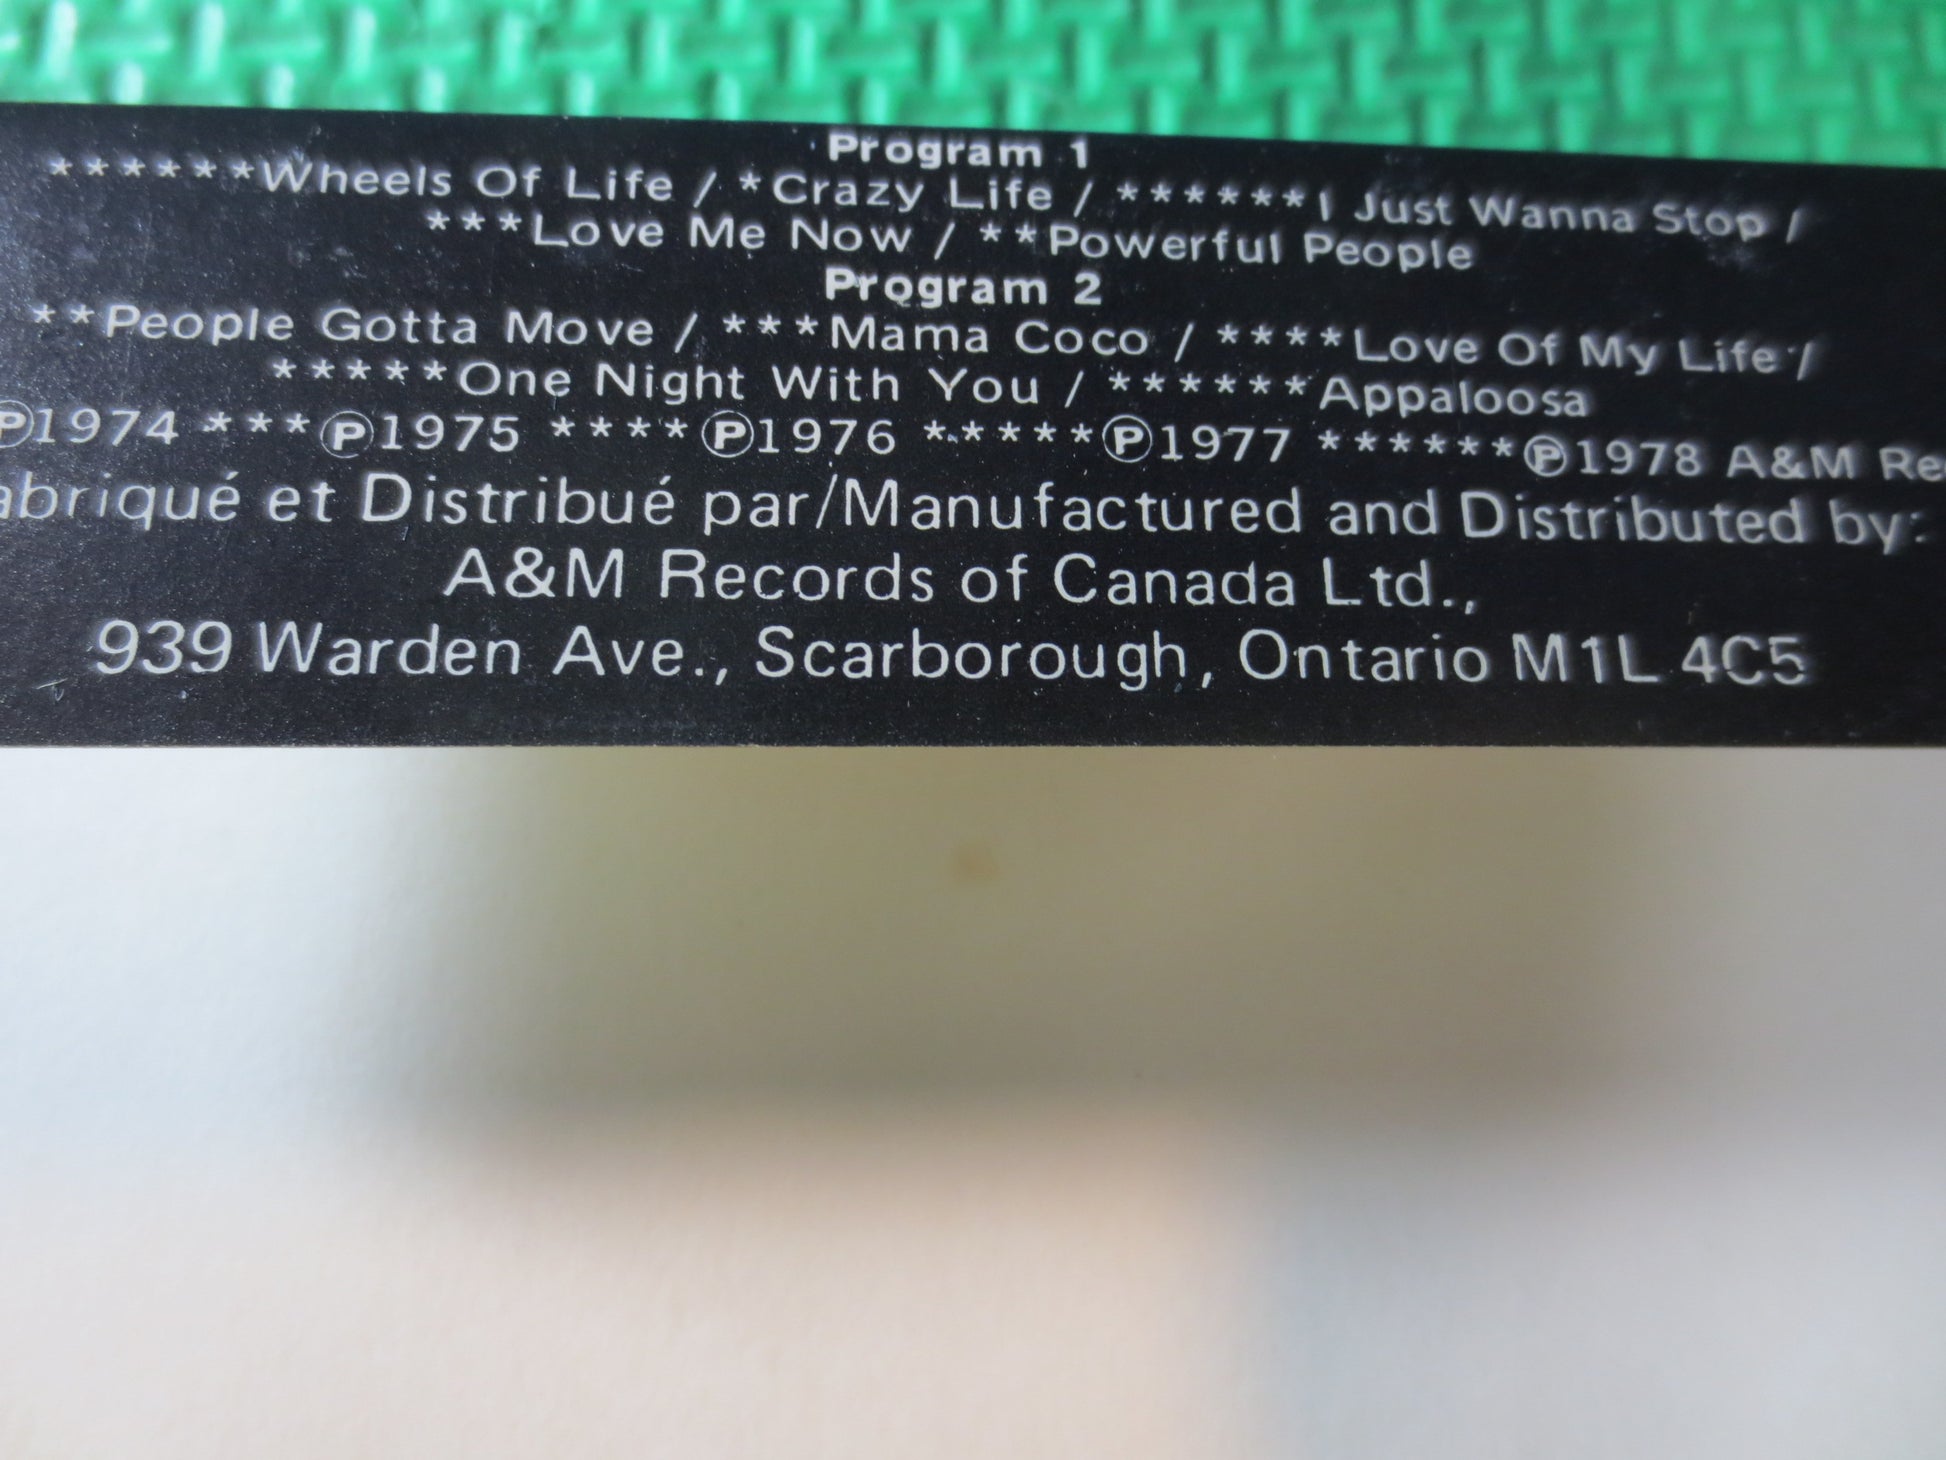 Program 1
******Wheels Of Life / *Crazy Life / ******I Just Wanna Stop /
***Love Me Now / **Powerful People
Program 2
**People Gotta Move / ***Mama Coco / ****Love Of My Life /
*****One Night With You / ******Appaloosa
℗1974 ***℗1975 ****℗1976 *****℗1977 ******℗1978 A&M Re
abriqué et Distribué par/Manufactured and Distributed by:
A&M Records of Canada Ltd.,
939 Warden Ave., Scarborough, Ontario M1L 4C5